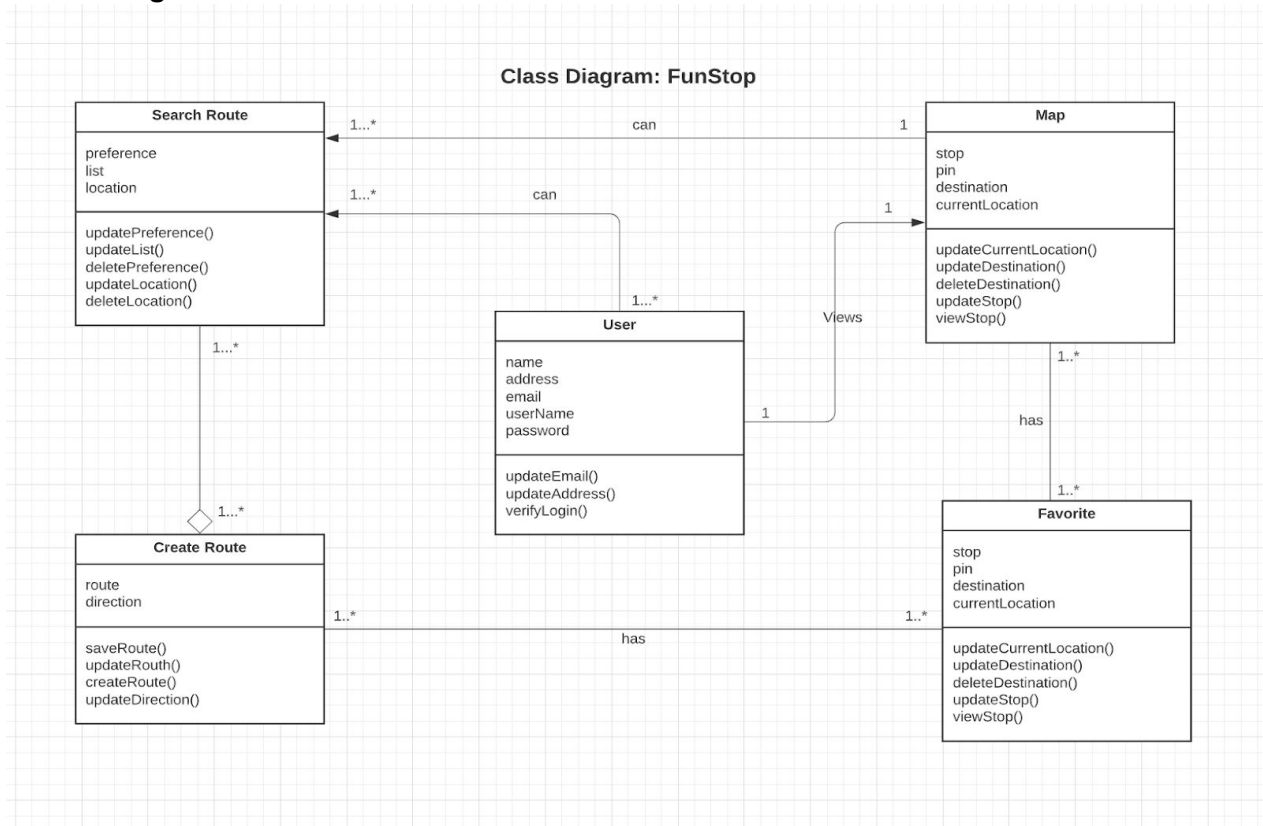 Class Diagram: FunStop
Search Route
preference
list
location
updatePreference()
updateList()
deletePreference()
updateLocation()
deleteLocation()
1...*
can
1
1...*
can
1...*
Map
stop
pin
destination
currentLocation
updateCurrentLocation()
updateDestination()
deleteDestination()
updateStop()
viewStop()
1
Views
1
User
name
address
email
userName
password
updateEmail()
updateAddress()
verifyLogin()
1...*
1...*
1..*
has
1..*
Create Route
route
direction
saveRoute()
updateRouth()
createRoute()
updateDirection()
1..*
has
1..*
Favorite
stop
pin
destination
currentLocation
updateCurrentLocation()
updateDestination()
deleteDestination()
updateStop()
viewStop()